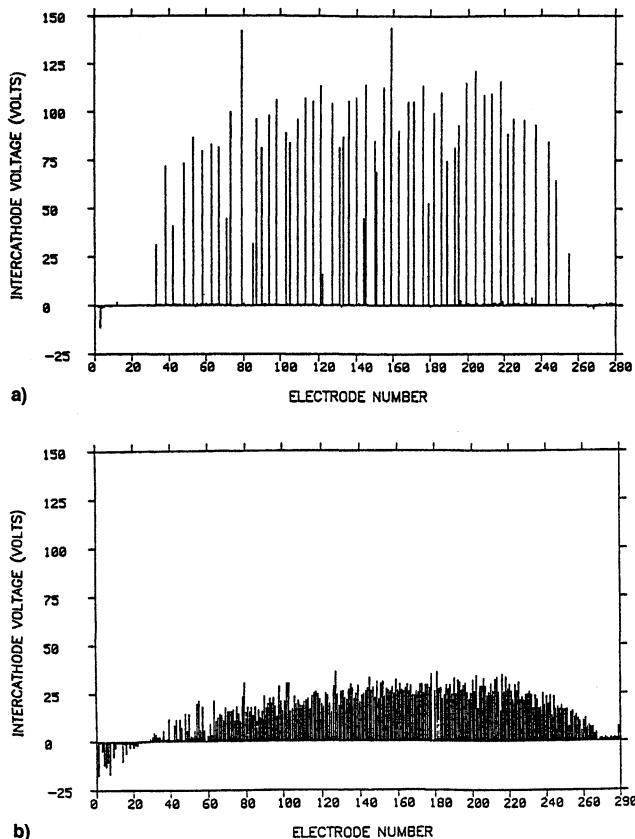 150
125
100
75
50
25
0
-25
INTERCATHODE VOLTAGE (VOLTS)
0 20 40 60 80 100 120 140 160 180 200 220 240 260 280
ELECTRODE NUMBER
a)
150
125
100
75
50
25
0
-25
INTERCATHODE VOLTAGE (VOLTS)
0 20 40 60 80 100 120 140 160 180 200 220 240 260 290
ELECTRODE NUMBER
b)